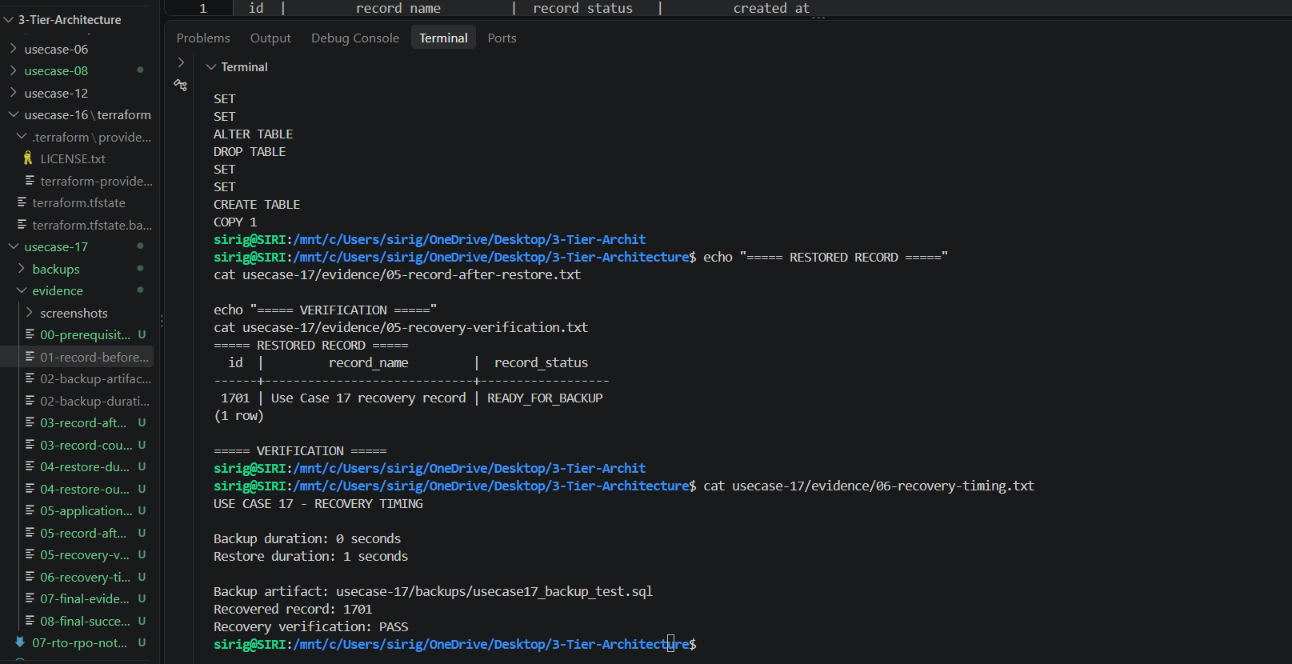 3-Tier-Architecture
usecase-06
usecase-08
usecase-12
usecase-16\terraform
.terraform\provide...
LICENSE.txt
terraform-provide...
terraform.tfstate
terraform.tfstate.ba...
usecase-17
backups
evidence
screenshots
00-prerequisit... U
01-record-before...
02-backup-artifac...
02-backup-durati...
03-record-aft... U
03-record-cou... U
04-restore-du... U
04-restore-ou... U
05-application... U
05-record-aft... U
05-recovery-v... U
06-recovery-ti... U
07-final-evide... U
08-final-succe... U
07-rto-rpo-not... U
1 id | record name | record status | created at
Problems Output Debug Console Terminal Ports
Terminal
SET
SET
ALTER TABLE
DROP TABLE
SET
SET
CREATE TABLE
COPY 1
sirig@SIRI:/mnt/c/Users/sirig/OneDrive/Desktop/3-Tier-Archit
sirig@SIRI:/mnt/c/Users/sirig/OneDrive/Desktop/3-Tier-Architecture$ echo "===== RESTORED RECORD ====="
cat usecase-17/evidence/05-record-after-restore.txt
echo "===== VERIFICATION ====="
cat usecase-17/evidence/05-recovery-verification.txt
===== RESTORED RECORD =====
id | record_name | record_status
------+-----------------------------+------------------
1701 | Use Case 17 recovery record | READY_FOR_BACKUP
(1 row)
===== VERIFICATION =====
sirig@SIRI:/mnt/c/Users/sirig/OneDrive/Desktop/3-Tier-Archit
sirig@SIRI:/mnt/c/Users/sirig/OneDrive/Desktop/3-Tier-Architecture$ cat usecase-17/evidence/06-recovery-timing.txt
USE CASE 17 - RECOVERY TIMING
Backup duration: 0 seconds
Restore duration: 1 seconds
Backup artifact: usecase-17/backups/usecase17_backup_test.sql
Recovered record: 1701
Recovery verification: PASS
sirig@SIRI:/mnt/c/Users/sirig/OneDrive/Desktop/3-Tier-Architecture$